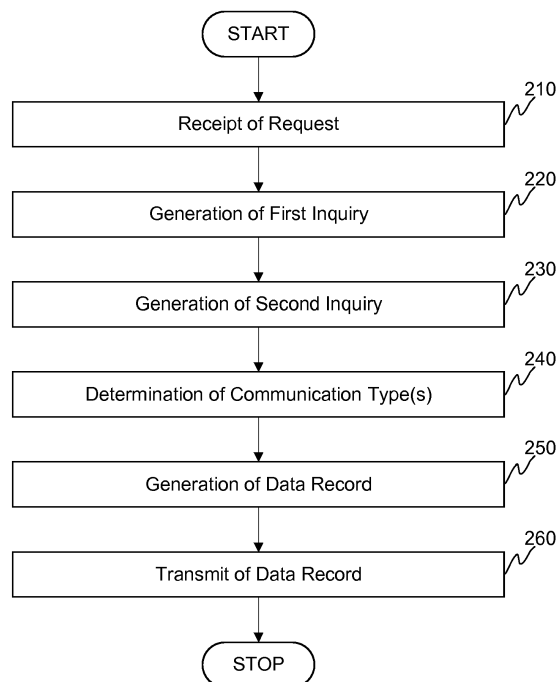 START
210
Receipt of Request
220
Generation of First Inquiry
230
Generation of Second Inquiry
240
Determination of Communication Type(s)
250
Generation of Data Record
260
Transmit of Data Record
STOP